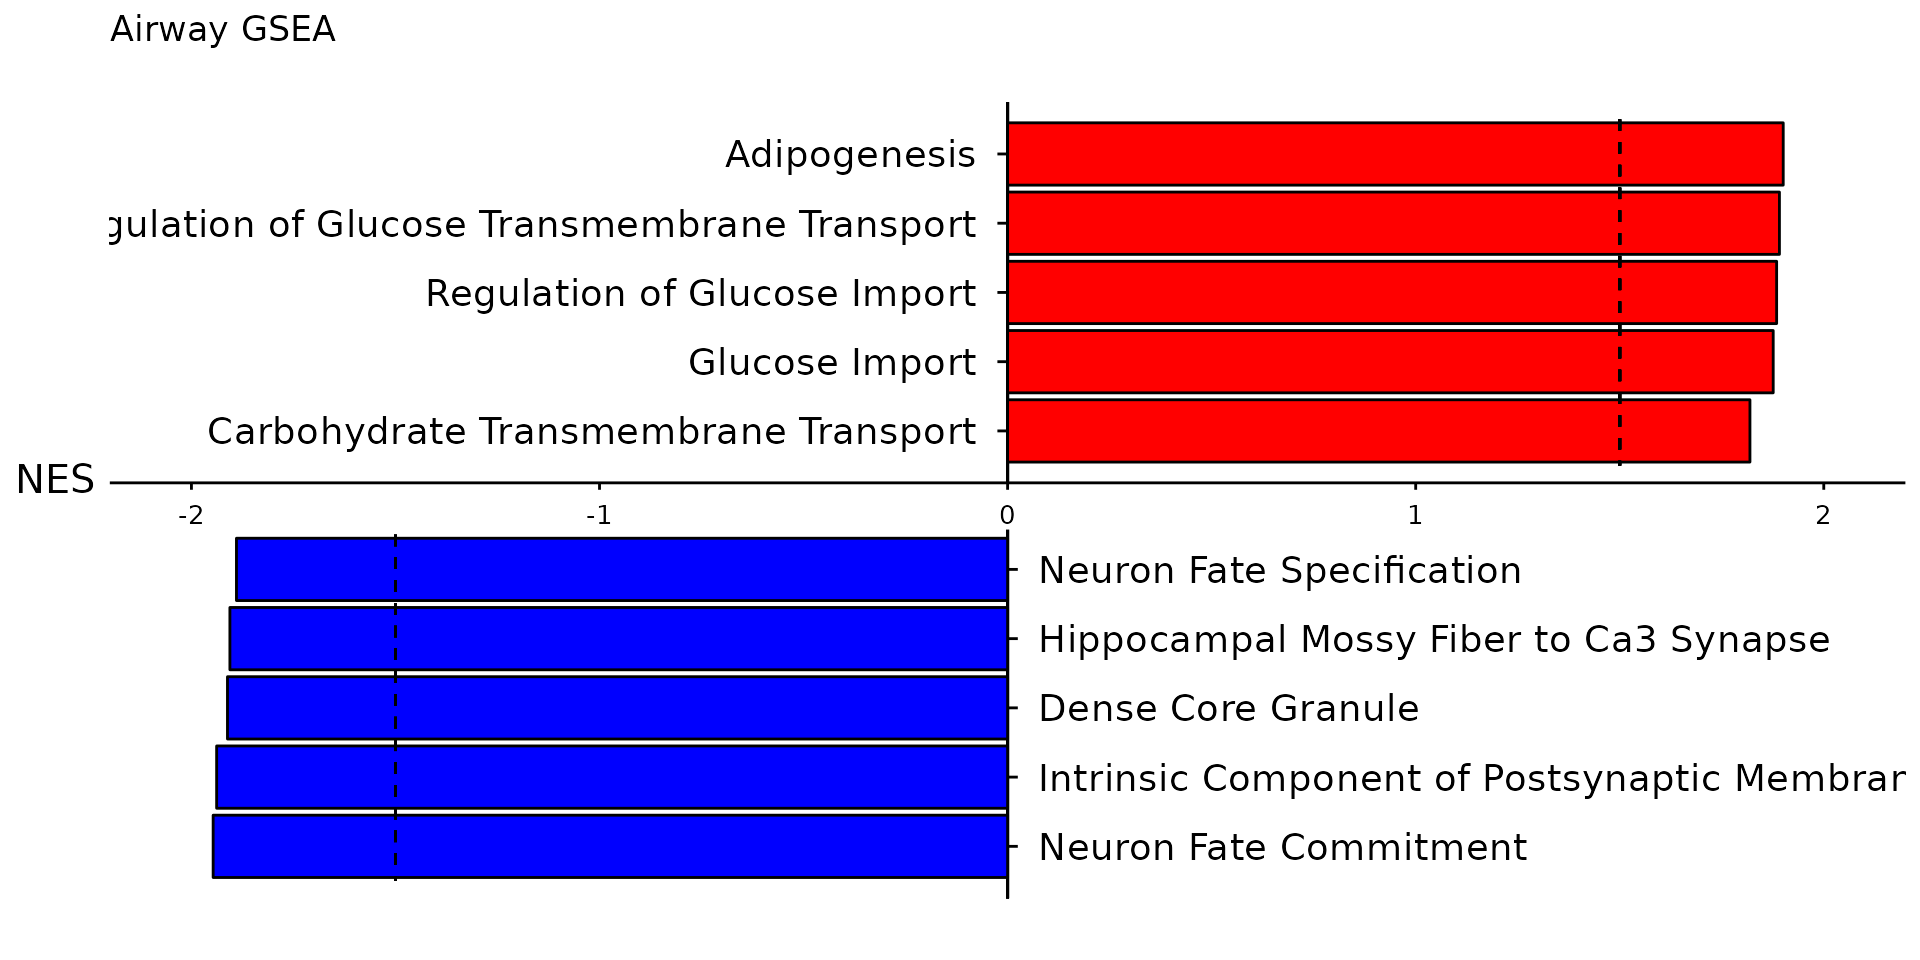 Airway GSEA
Adipogenesis
gulation of Glucose Transmembrane Transport
Regulation of Glucose Import
Glucose Import
Carbohydrate Transmembrane Transport
NES
-2 -1 0 1 2
Neuron Fate Specification
Hippocampal Mossy Fiber to Ca3 Synapse
Dense Core Granule
Intrinsic Component of Postsynaptic Membran
Neuron Fate Commitment